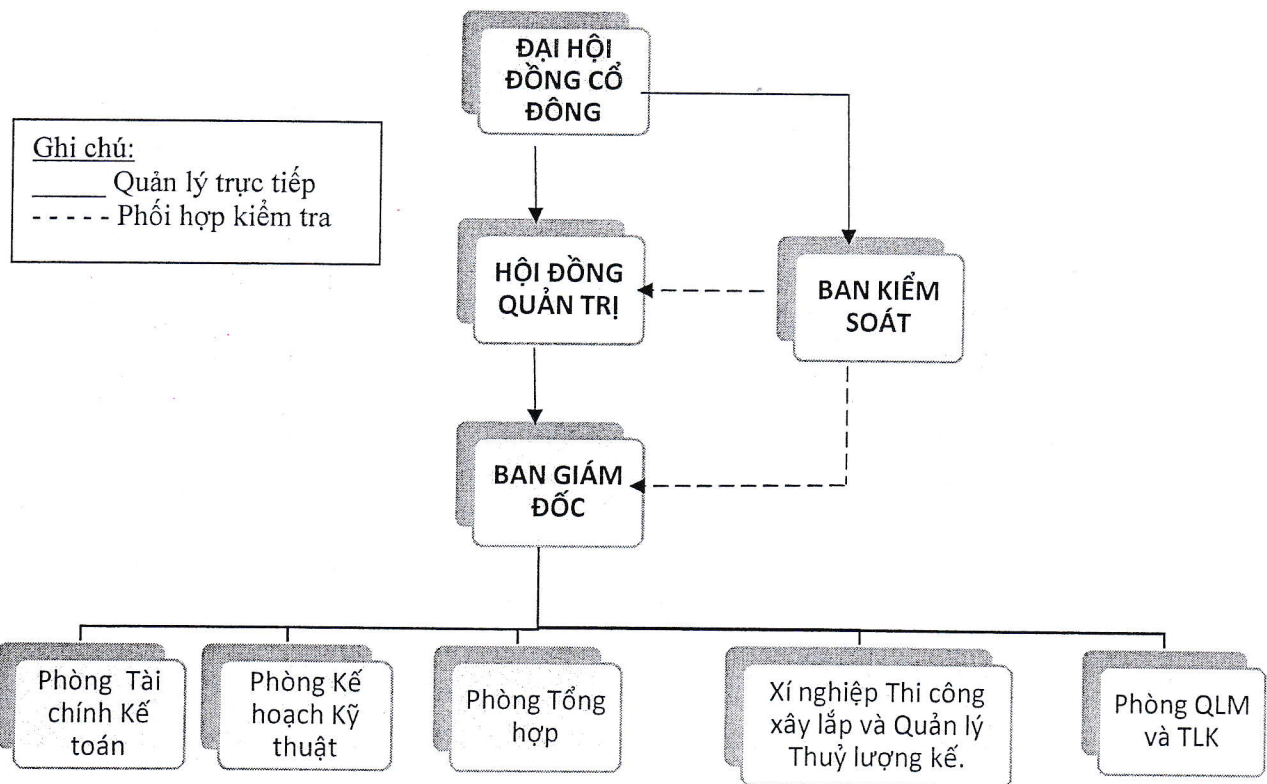 ĐẠI HỘI
ĐỒNG CỔ
ĐÔNG
Ghi chú:
______ Quản lý trực tiếp
- - - - - Phối hợp kiểm tra
HỘI ĐỒNG
QUẢN TRỊ
BAN KIỂM
SOÁT
BAN GIÁM
ĐỐC
Phòng Tài
chính Kế
toán
Phòng Kế
hoạch Kỹ
thuật
Phòng Tổng
hợp
Xí nghiệp Thi công
xây lắp và Quản lý
Thuỷ lượng kế.
Phòng QLM
và TLK